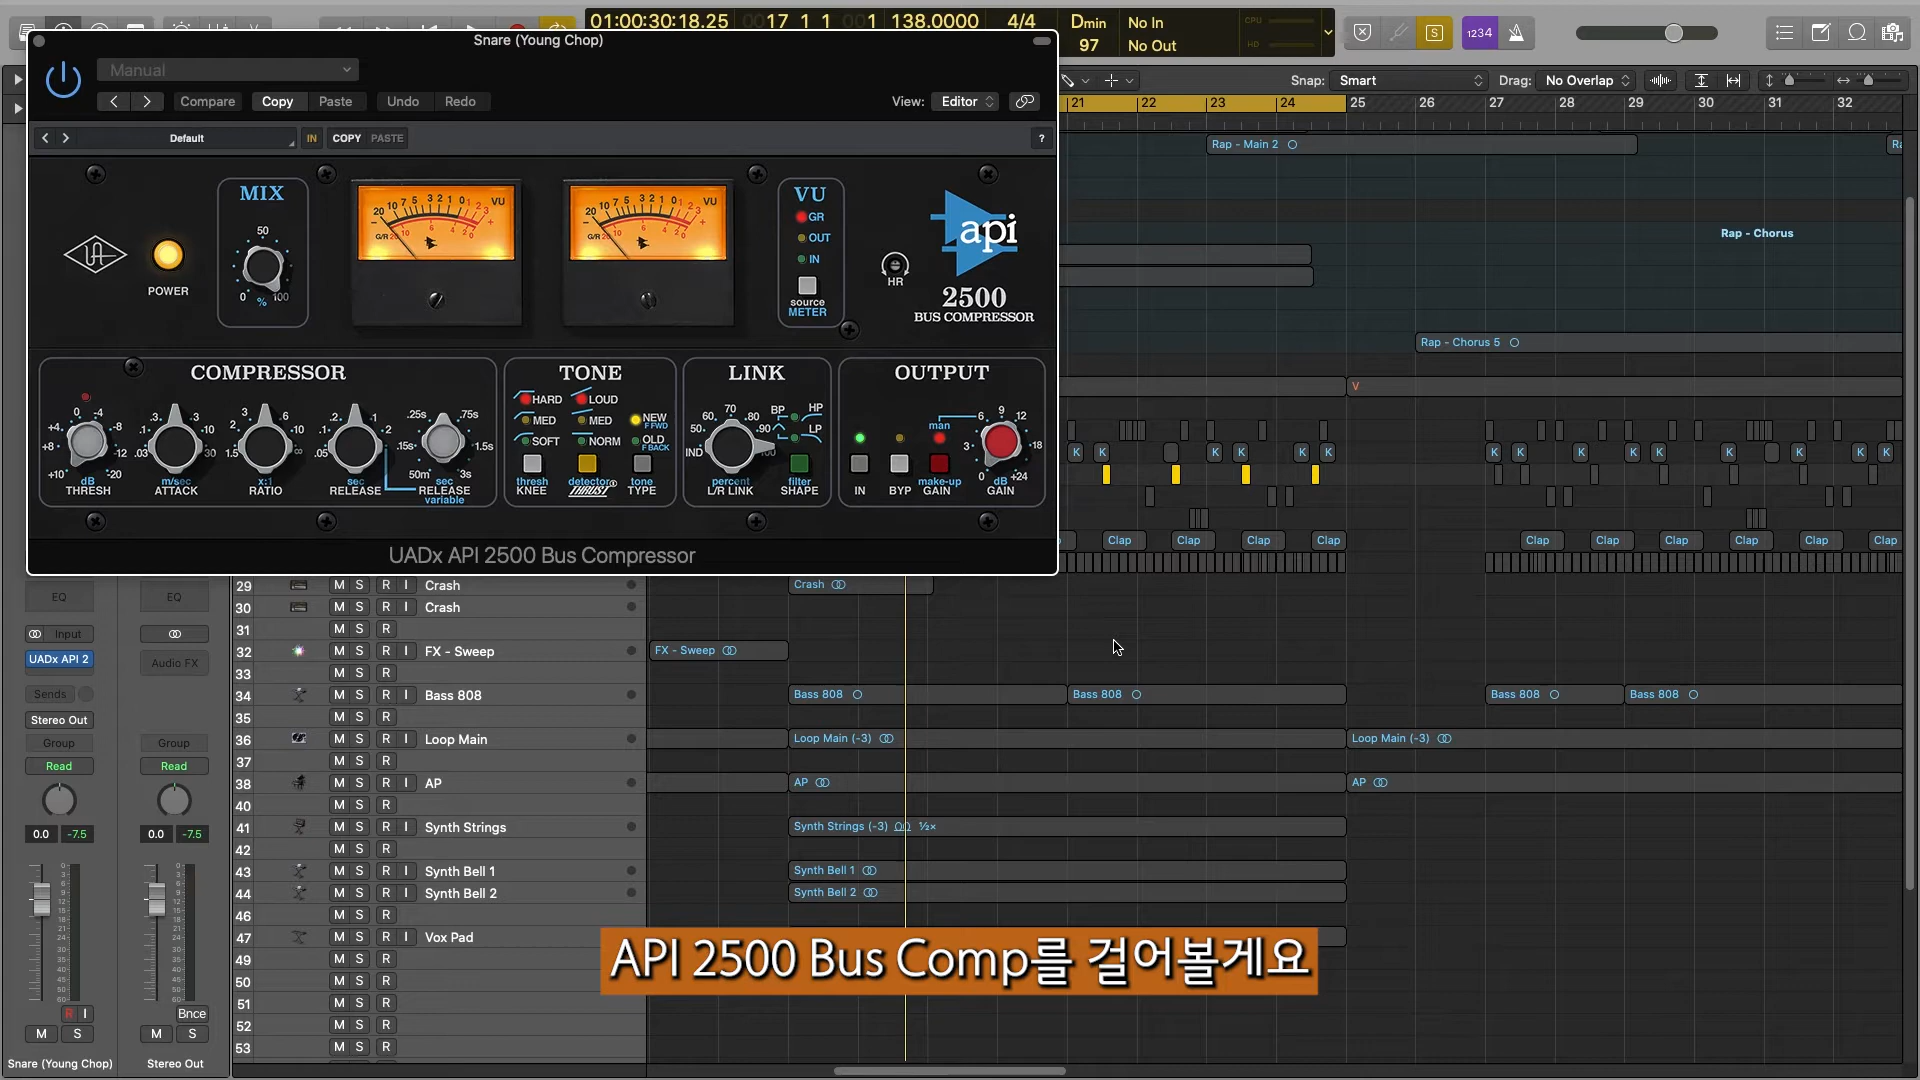 01:00:30:18.25
0017 1 1 001
138.0000
4/4
Dmin
97
No In
No Out
CPU
HD
S
1234
Snare (Young Chop)
Manual
Compare
Copy
Paste
Undo
Redo
View:
Editor
Default
IN
COPY
PASTE
?
Snap:
Smart
Drag:
No Overlap
21
22
23
24
25
26
27
28
29
30
31
32
MIX
50
0 % 100
POWER
VU
VU
VU
GR
OUT
IN
source
METER
HR
api
2500
BUS COMPRESSOR
COMPRESSOR
0 -4
+4 -8
+8 -12
+10 -20
dB
THRESH
.3 .3
.1 10
.03 30
m/sec
ATTACK
3 .6
2 10
1.5 ∞
x:1
RATIO
.2 .1
.1 .2
.05
sec
RELEASE
.25s .75s
.15s 1.5s
50m 3s
sec
RELEASE
variable
TONE
HARD
LOUD
MED
MED
NEW
F FWD
SOFT
NORM
OLD
F BACK
thresh
KNEE
detector
THRUST
tone
TYPE
LINK
60 70 80
50 90
IND 100
BP
HP
LP
percent
L/R LINK
filter
SHAPE
OUTPUT
man
6 9 12
3 18
0 +24
IN
BYP
make-up
GAIN
dB
GAIN
UADx API 2500 Bus Compressor
Rap - Main 2
Rap - Chorus
Rap - Chorus 5
V
K K K K K K K K K K K K K K K
Clap Clap Clap Clap Clap Clap Clap Clap Clap Clap
29 M S R I Crash
Crash
30 M S R I Crash
31 M S R
32 M S R I FX - Sweep
FX - Sweep
33 M S R
34 M S R I Bass 808
Bass 808
Bass 808
Bass 808
Bass 808
35 M S R
36 M S R I Loop Main
Loop Main (-3)
Loop Main (-3)
37 M S R
38 M S R I AP
AP
AP
40 M S R
41 M S R I Synth Strings
Synth Strings (-3) ½×
42 M S R
43 M S R I Synth Bell 1
Synth Bell 1
44 M S R I Synth Bell 2
Synth Bell 2
46 M S R
47 M S R I Vox Pad
49 M S R
50 M S R
51 M S R
52 M S R
53 M S R
EQ
EQ
Input
UADx API 2
Audio FX
Sends
Stereo Out
Group
Group
Read
Read
0.0 -7.5
0.0 -7.5
R I
Bnce
M S
M S
Snare (Young Chop)
Stereo Out
API 2500 Bus Comp를 걸어볼게요